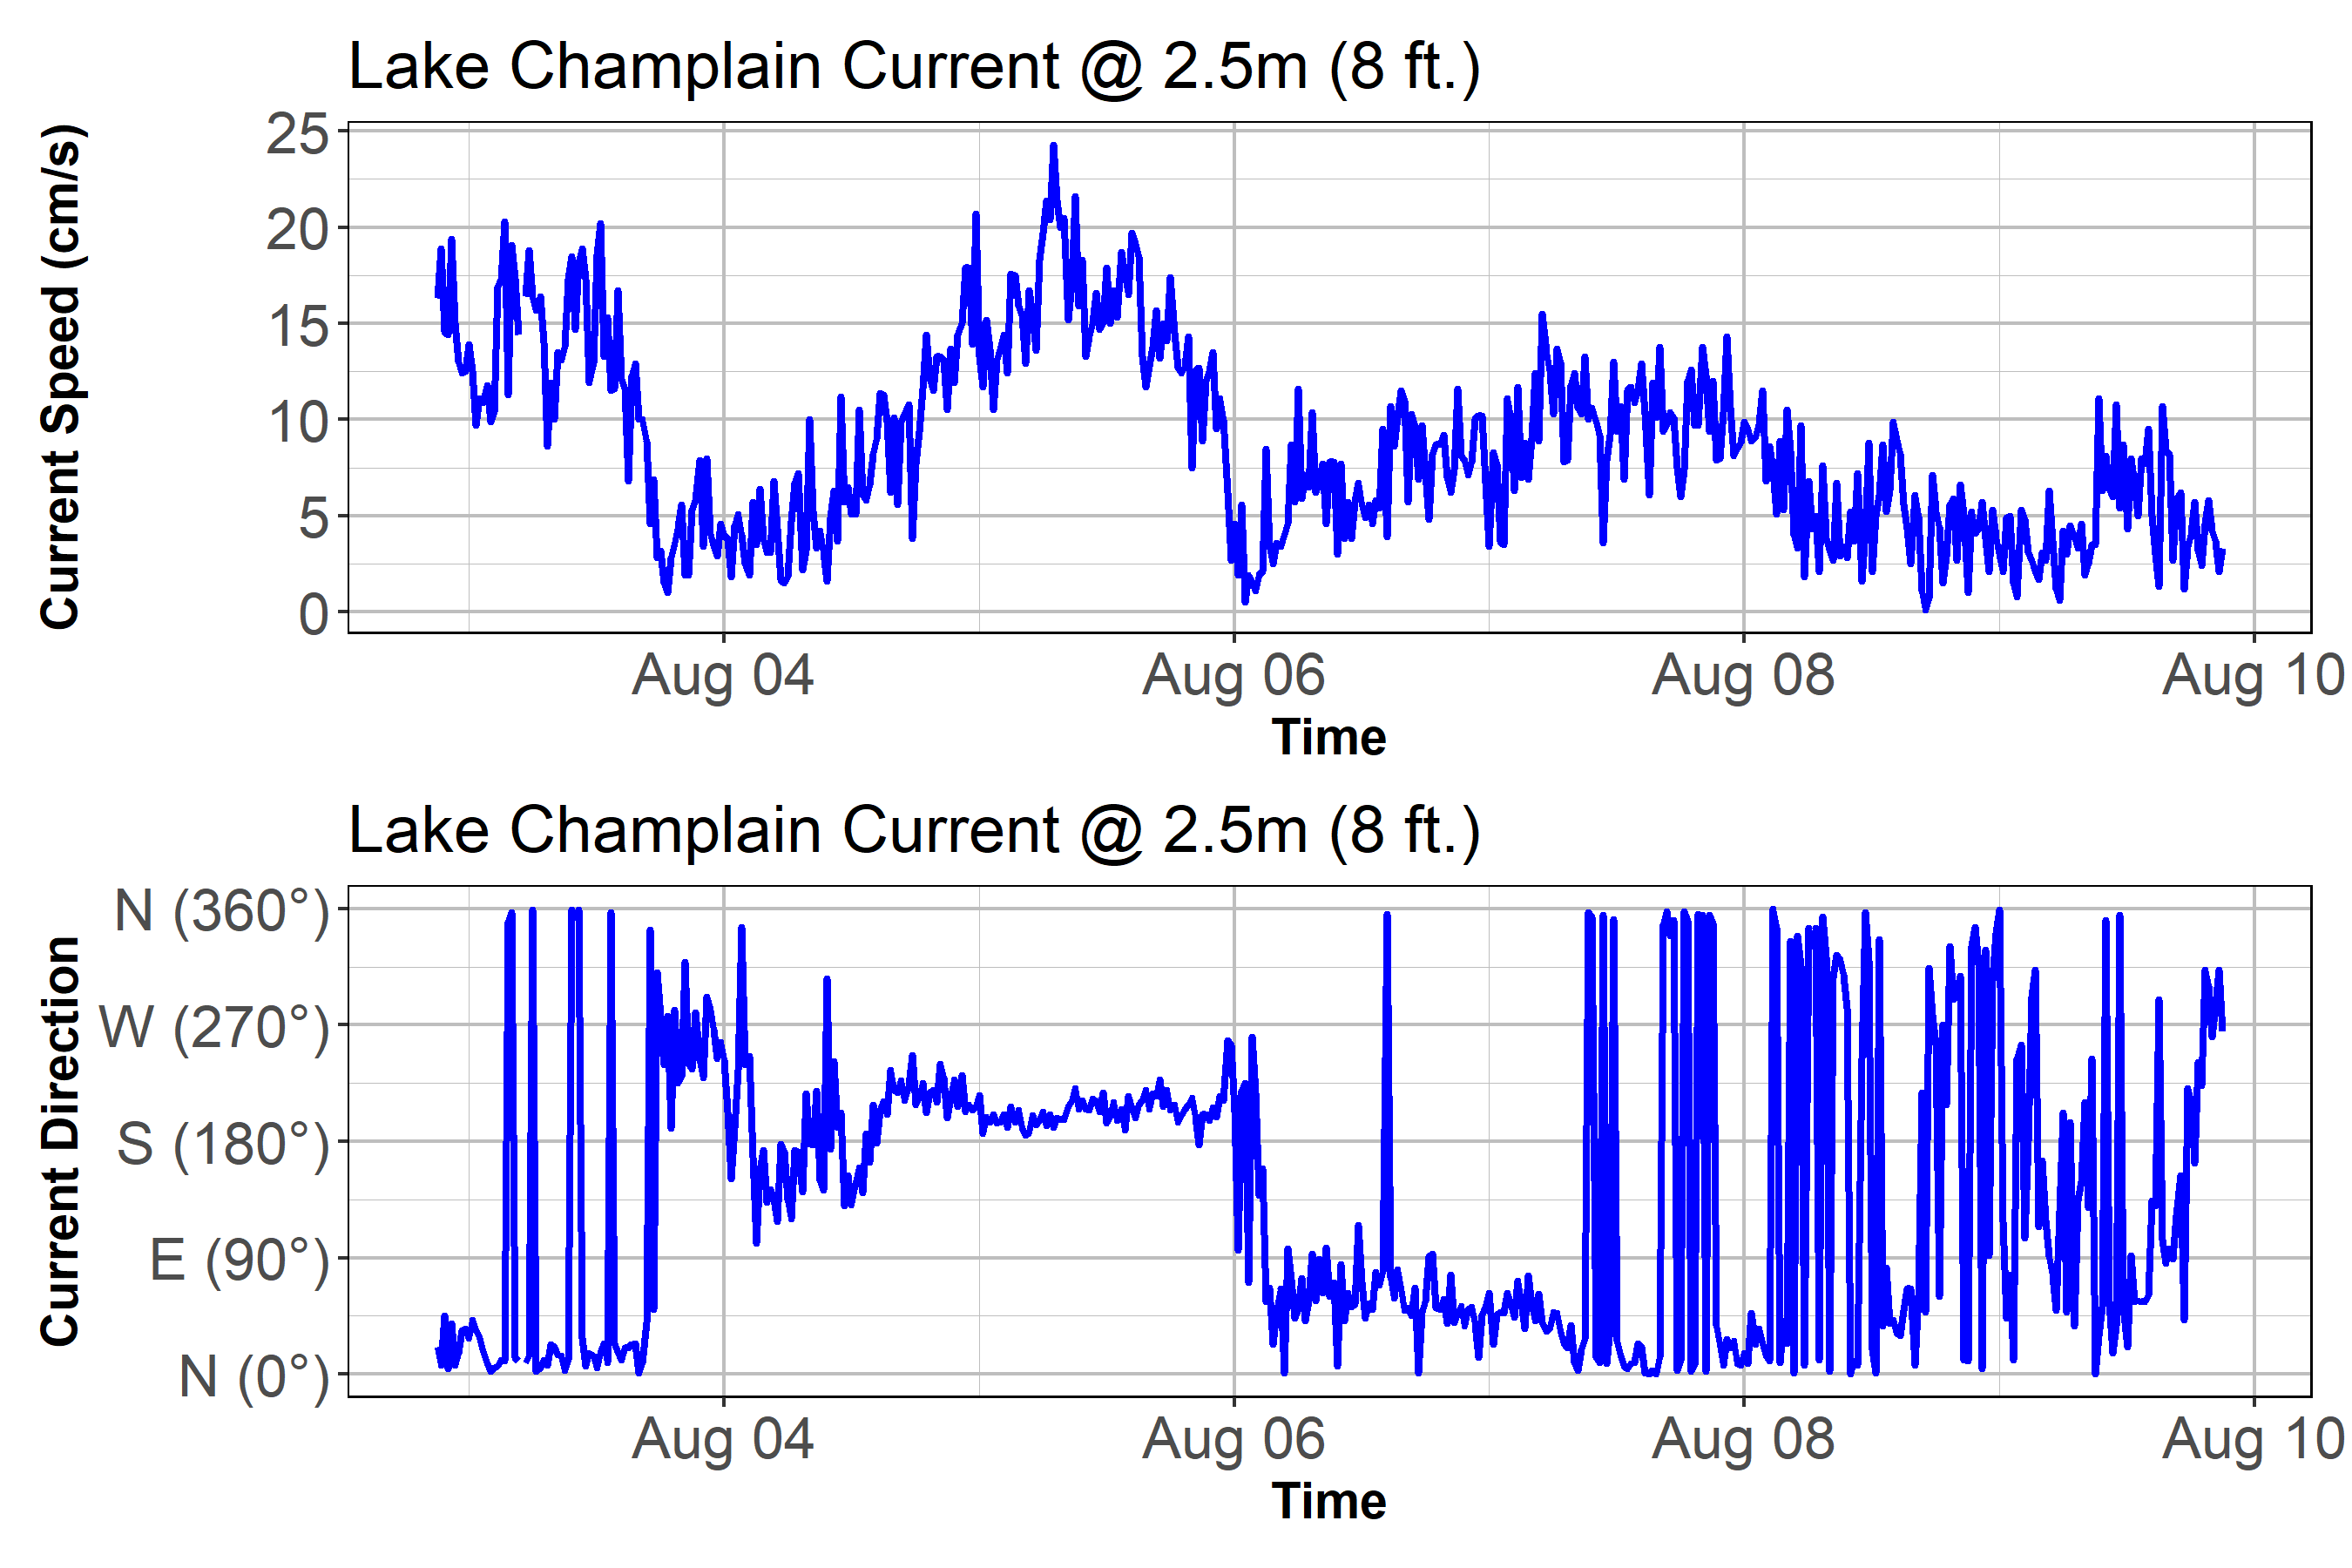 Lake Champlain Current @ 2.5m (8 ft.)
Current Speed (cm/s)
25
20
15
10
5
0
Aug 04 Aug 06 Aug 08 Aug 10
Time
Lake Champlain Current @ 2.5m (8 ft.)
Current Direction
N (360°)
W (270°)
S (180°)
E (90°)
N (0°)
Aug 04 Aug 06 Aug 08 Aug 10
Time